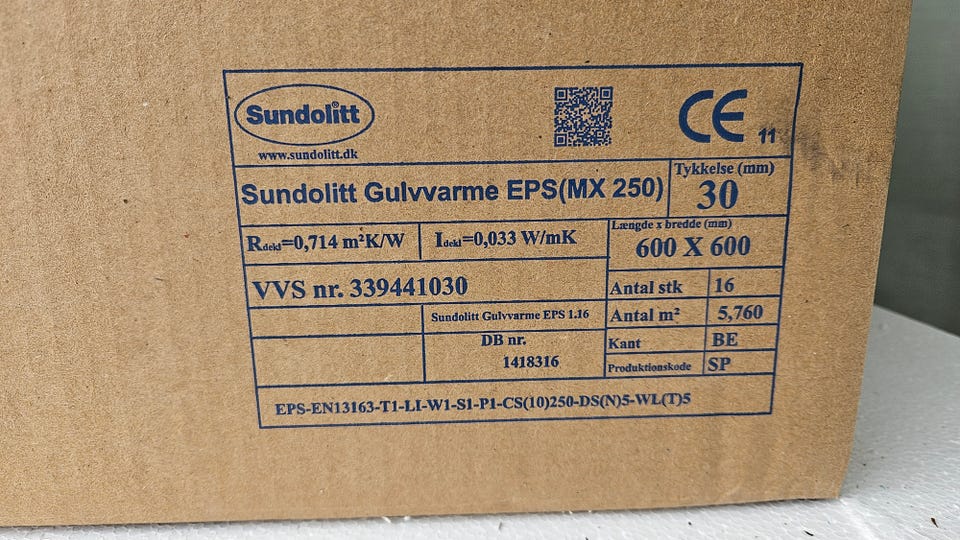 Sundolitt
www.sundolitt.dk
CE 11
Sundolitt Gulvvarme EPS(MX 250)
Tykkelse (mm)
30
Rdekl=0,714 m²K/W
Idekl=0,033 W/mK
Længde x bredde (mm)
600 X 600
VVS nr. 339441030
Antal stk 16
Sundolitt Gulvvarme EPS 1.16
Antal m² 5,760
DB nr.
1418316
Kant BE
Produktionskode SP
EPS-EN13163-T1-LI-W1-S1-P1-CS(10)250-DS(N)5-WL(T)5